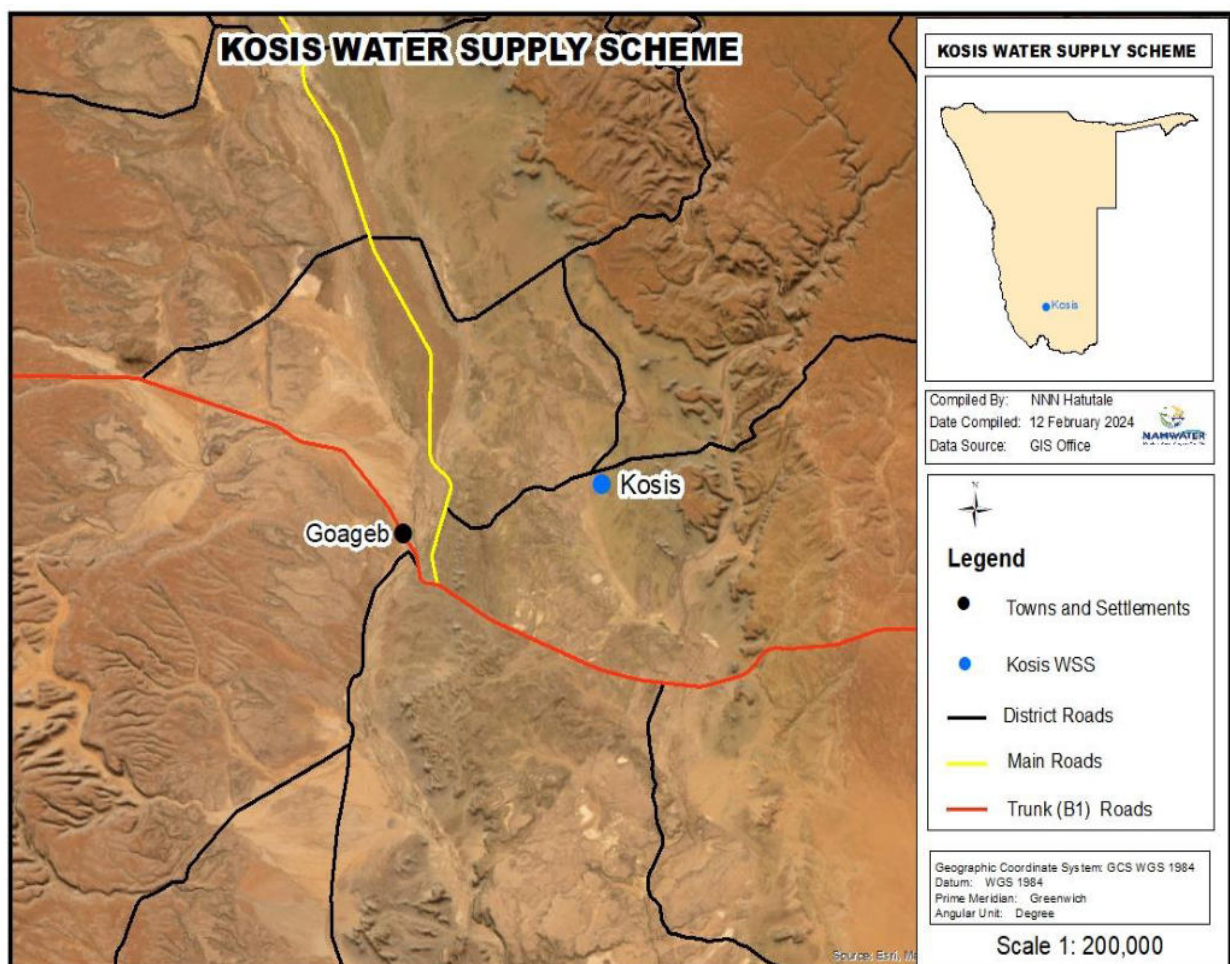 KOSIS WATER SUPPLY SCHEME
Kosis
Goageb
KOSIS WATER SUPPLY SCHEME
Kosis
Compiled By: NNN Hatutale
Date Compiled: 12 February 2024
Data Source: GIS Office
NAMWATER
N
Legend
Towns and Settlements
Kosis WSS
District Roads
Main Roads
Trunk (B1) Roads
Geographic Coordinate System: GCS WGS 1984
Datum: WGS 1984
Prime Meridian: Greenwich
Angular Unit: Degree
Scale 1: 200,000
Source: Esri,